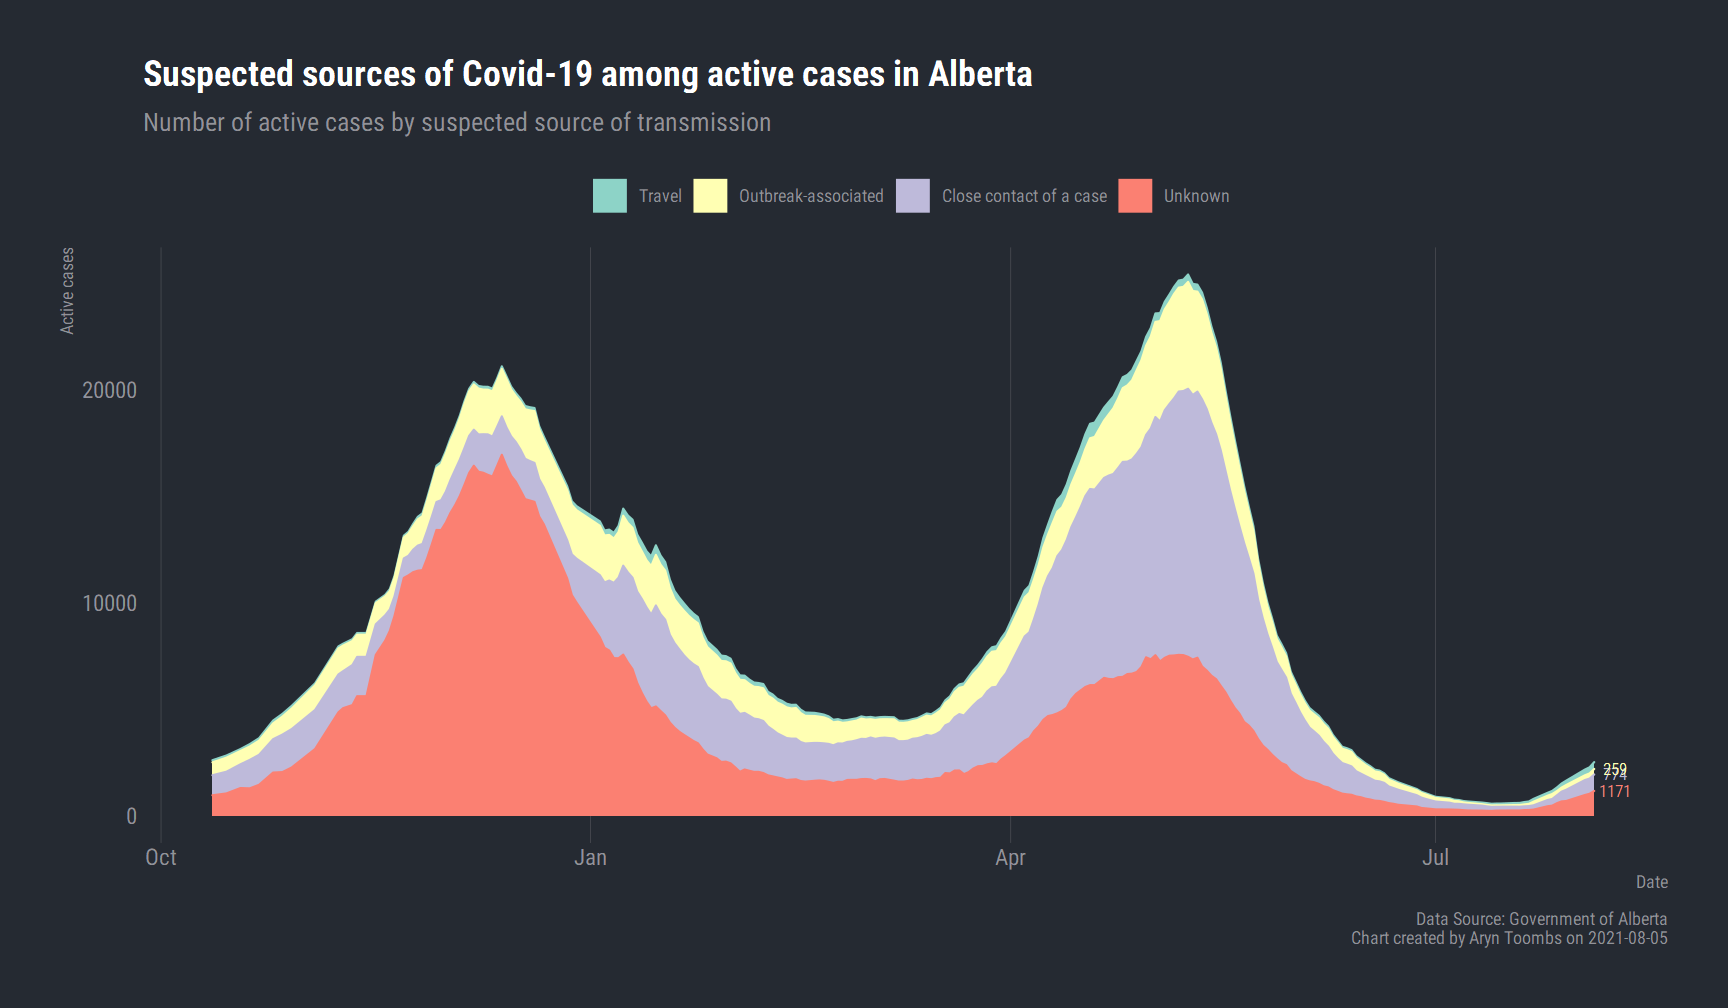 Suspected sources of Covid-19 among active cases in Alberta
Number of active cases by suspected source of transmission
Travel Outbreak-associated Close contact of a case Unknown
Active cases
20000
10000
0
259
774
1171
Oct Jan Apr Jul
Date
Data Source: Government of Alberta
Chart created by Aryn Toombs on 2021-08-05